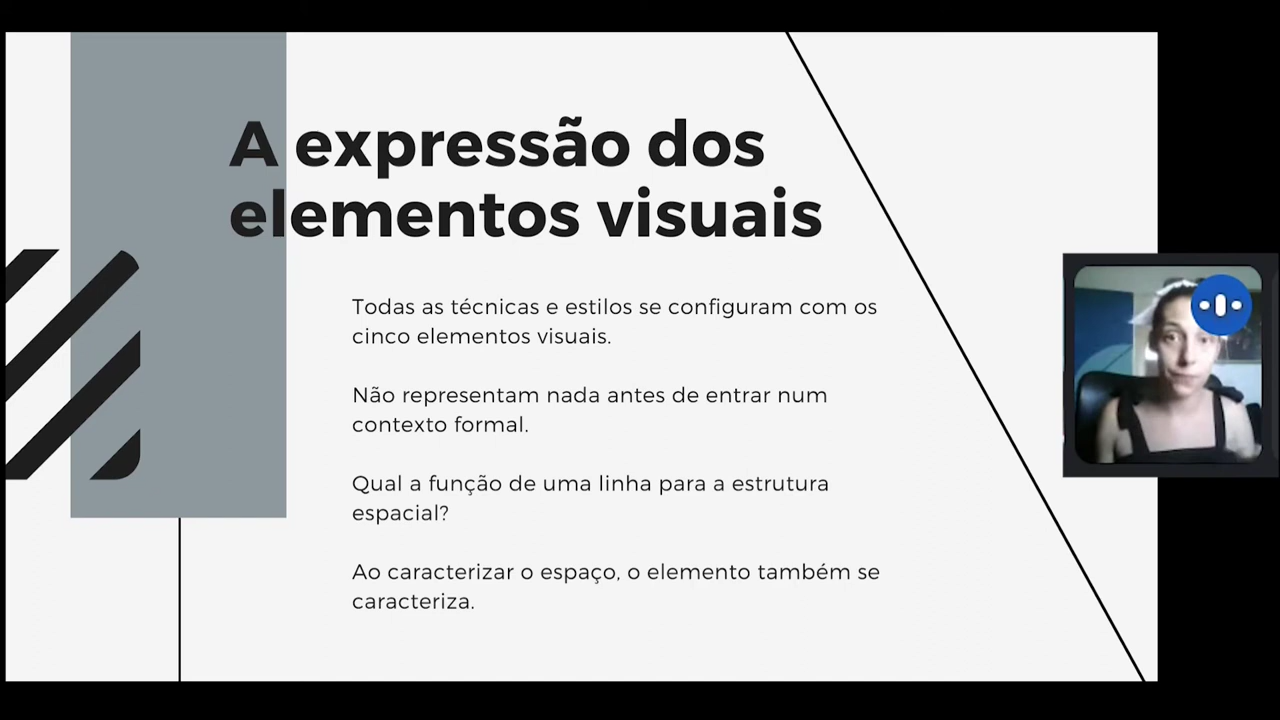 A expressão dos
elementos visuais
Todas as técnicas e estilos se configuram com os
cinco elementos visuais.
Não representam nada antes de entrar num
contexto formal.
Qual a função de uma linha para a estrutura
espacial?
Ao caracterizar o espaço, o elemento também se
caracteriza.